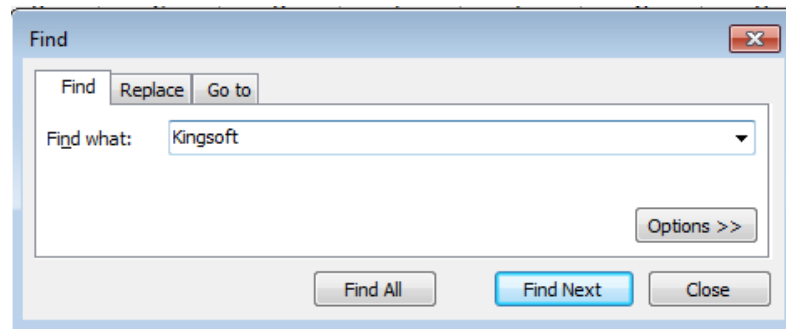 Find
Find Replace Go to
Find what: Kingsoft
Options >>
Find All Find Next Close